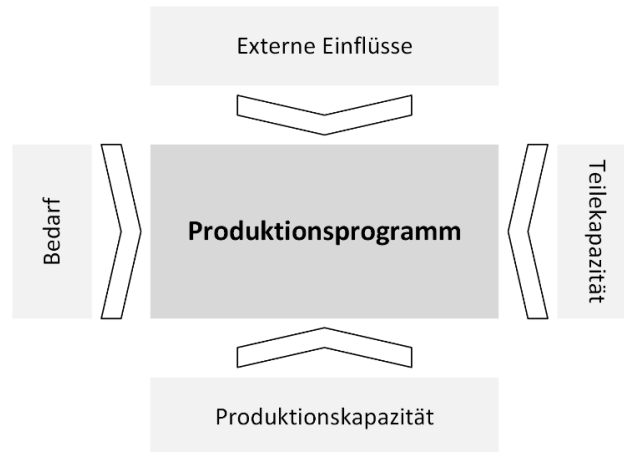 Externe Einflüsse
Bedarf
Produktionsprogramm
Teilekapazität
Produktionskapazität